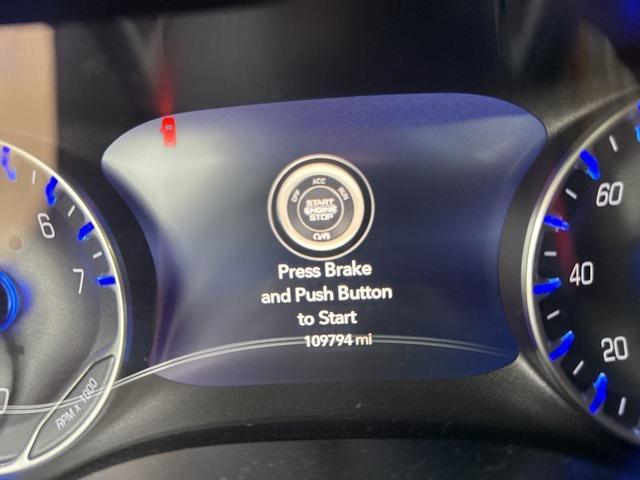 OFF ACC RUN
START
ENGINE
STOP
Press Brake
and Push Button
to Start
109794 mi
6
7
RPM x 1000
60
40
20